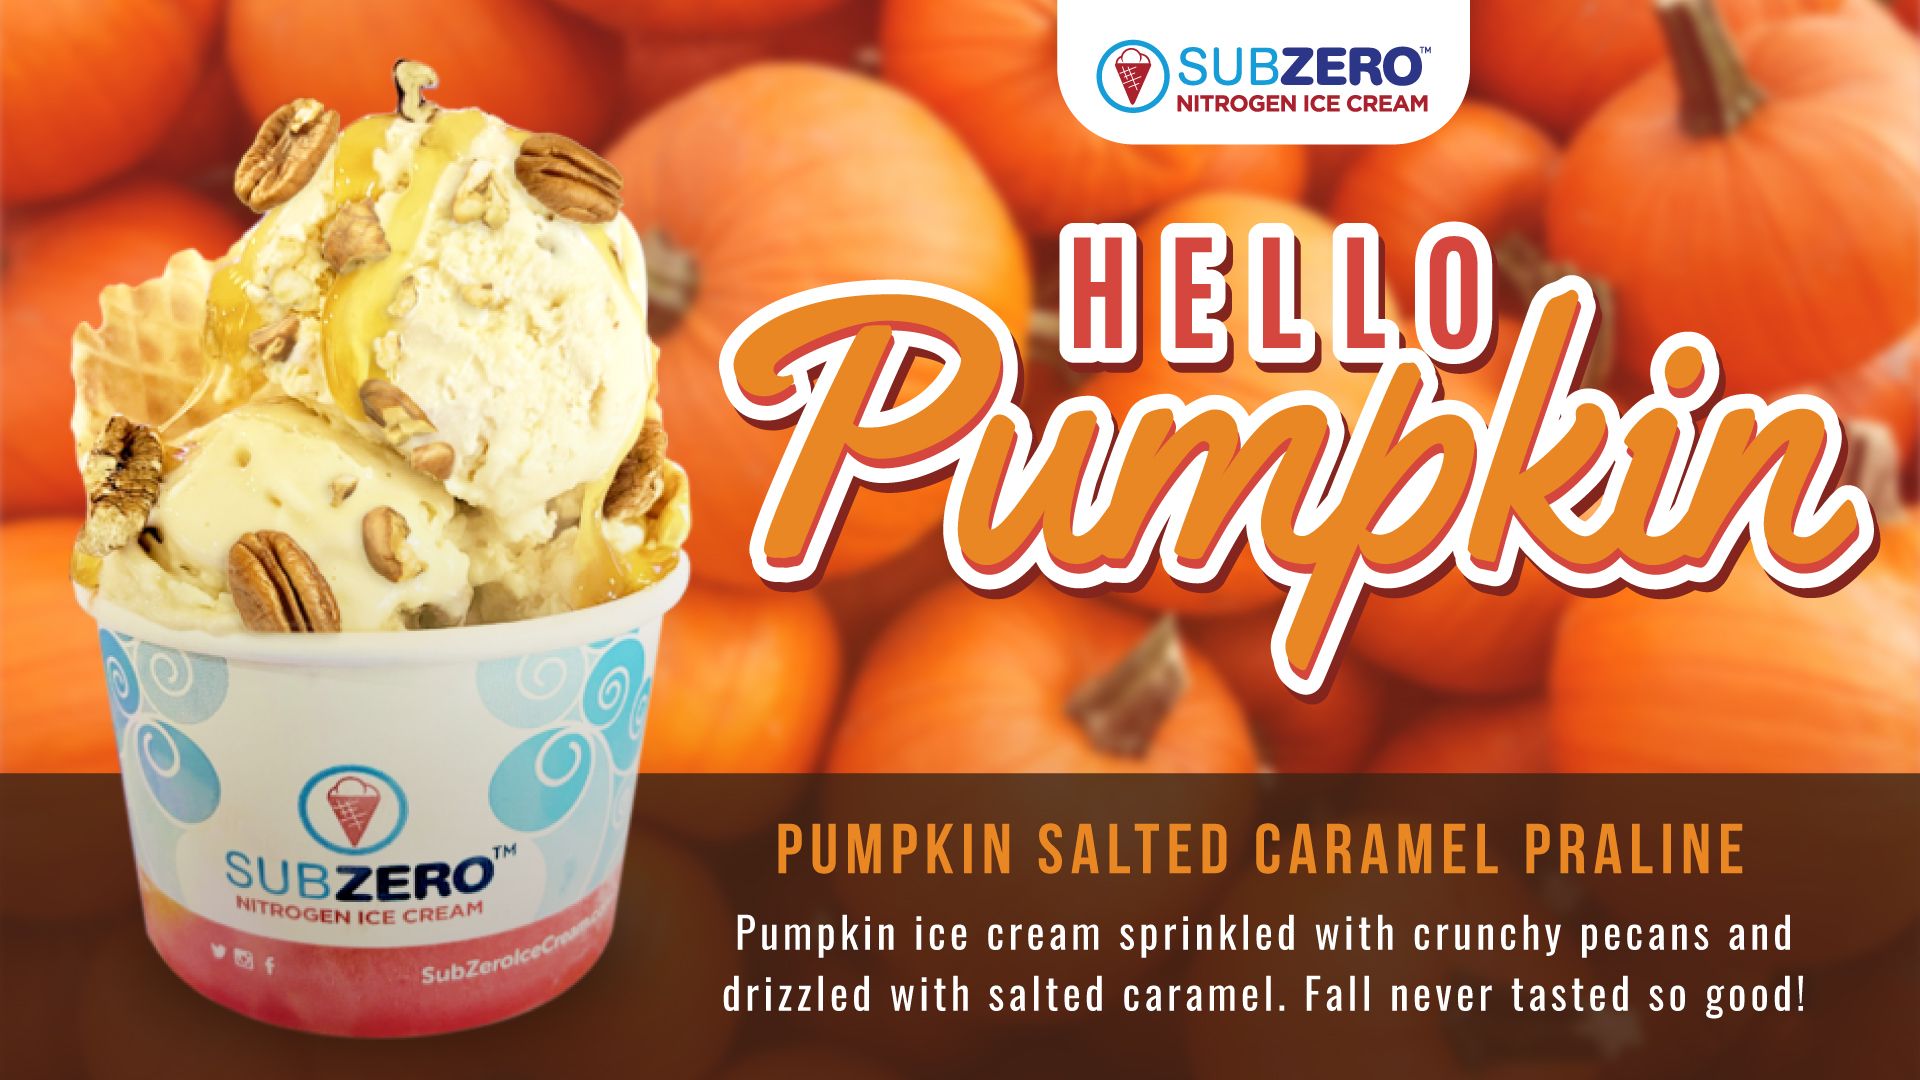 SUBZERO™
NITROGEN ICE CREAM
HELLO
Pumpkin
PUMPKIN SALTED CARAMEL PRALINE
Pumpkin ice cream sprinkled with crunchy pecans and
drizzled with salted caramel. Fall never tasted so good!
SUBZERO™
NITROGEN ICE CREAM
SubZeroIceCream